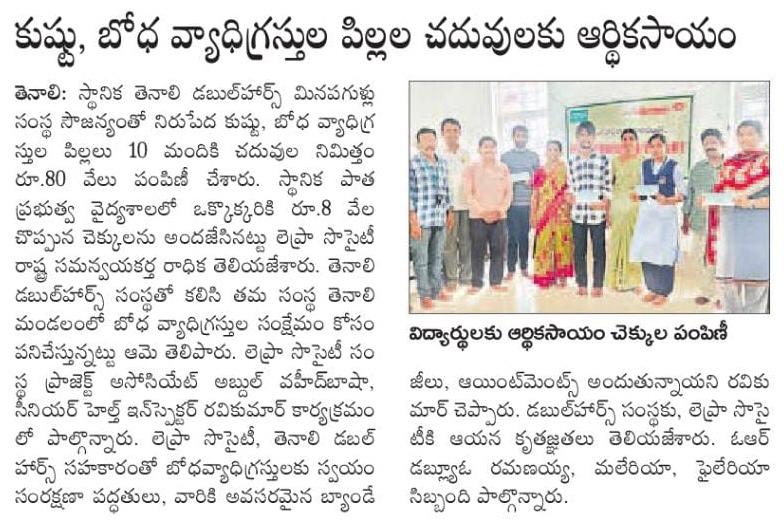 కుష్టు, బోధ వ్యాధిగ్రస్తుల పిల్లల చదువులకు ఆర్థికసాయం
తెనాలి: స్థానిక తెనాలి డబుల్‌హార్స్ మినపగుళ్లు
సంస్థ సౌజన్యంతో నిరుపేద కుష్టు, బోధ వ్యాధిగ్ర
స్తుల పిల్లలు 10 మందికి చదువుల నిమిత్తం
రూ.80 వేలు పంపిణీ చేశారు. స్థానిక పాత
ప్రభుత్వ వైద్యశాలలో ఒక్కొక్కరికి రూ.8 వేల
చొప్పున చెక్కులను అందజేసినట్టు లెప్రా సొసైటీ
రాష్ట్ర సమన్వయకర్త రాధిక తెలియజేశారు. తెనాలి
డబుల్‌హార్స్ సంస్థతో కలిసి తమ సంస్థ తెనాలి
మండలంలో బోధ వ్యాధిగ్రస్తుల సంక్షేమం కోసం
పనిచేస్తున్నట్టు ఆమె తెలిపారు. లెప్రా సొసైటీ సం
స్థ ప్రాజెక్ట్ అసోసియేట్ అబ్దుల్ వహీద్‌బాషా,
సీనియర్ హెల్త్ ఇన్‌స్పెక్టర్ రవికుమార్ కార్యక్రమం
లో పాల్గొన్నారు. లెప్రా సొసైటీ, తెనాలి డబల్
హార్స్ సహకారంతో బోధవ్యాధిగ్రస్తులకు స్వయం
సంరక్షణా పద్ధతులు, వారికి అవసరమైన బ్యాండే
విద్యార్థులకు ఆర్థికసాయం చెక్కుల పంపిణీ
జీలు, ఆయింట్‌మెంట్స్ అందుతున్నాయని రవికు
మార్ చెప్పారు. డబుల్‌హార్స్ సంస్థకు, లెప్రా సొసై
టీకి ఆయన కృతజ్ఞతలు తెలియజేశారు. ఓఆర్
డబ్ల్యూఓ రమణయ్య, మలేరియా, ఫైలేరియా
సిబ్బంది పాల్గొన్నారు.